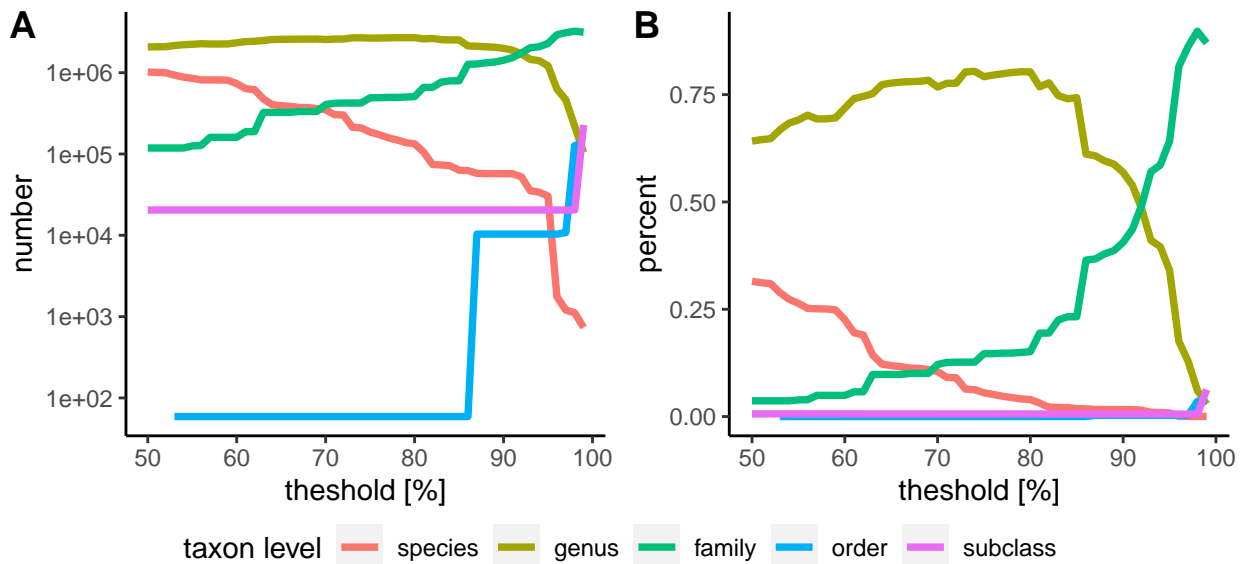 A
number
1e+06
1e+05
1e+04
1e+03
1e+02
50 60 70 80 90 100
theshold [%]
B
percent
0.75
0.50
0.25
0.00
50 60 70 80 90 100
theshold [%]
taxon level species genus family order subclass